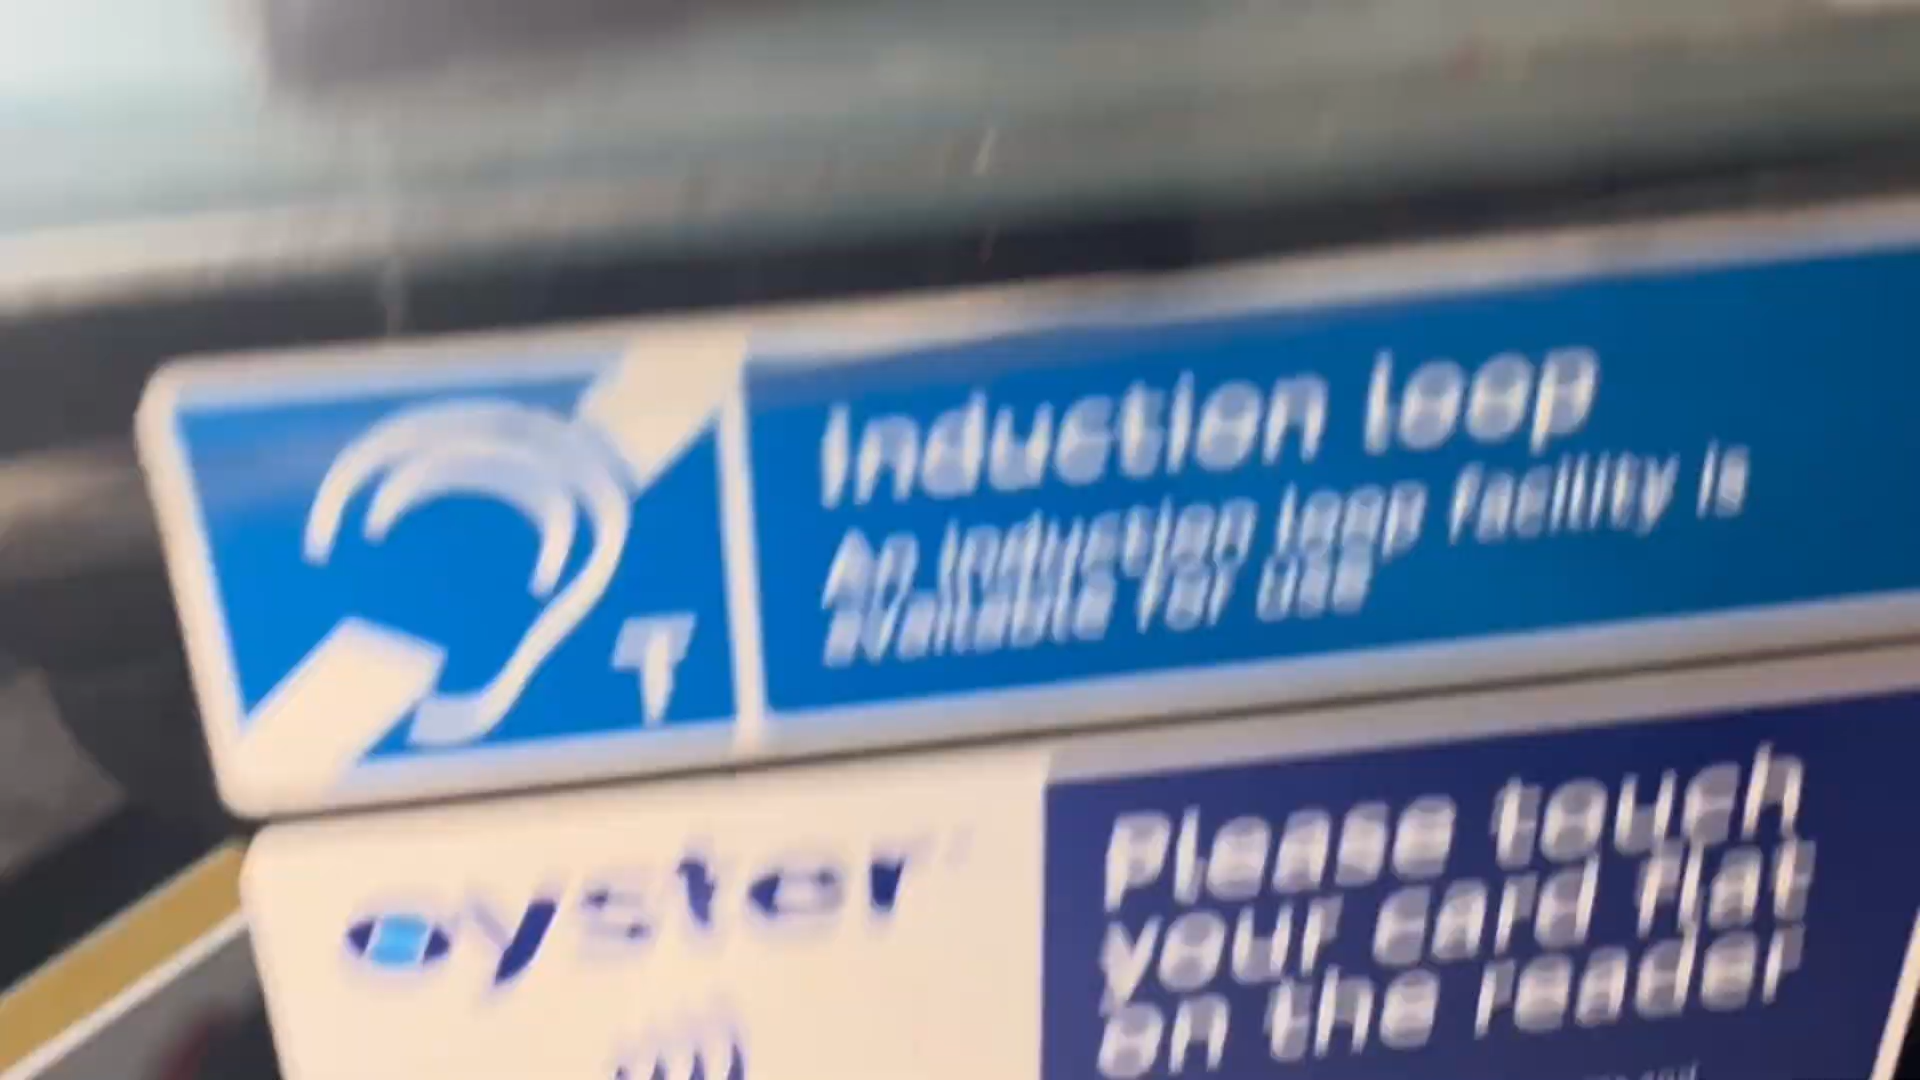 Induction loop
An induction loop facility is
available for use
T
oyster
Please touch
your card flat
on the reader